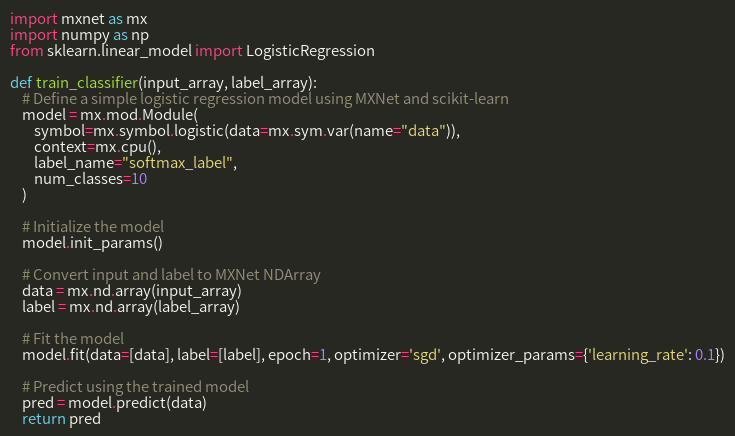 import mxnet as mx
import numpy as np
from sklearn.linear_model import LogisticRegression

def train_classifier(input_array, label_array):
    # Define a simple logistic regression model using MXNet and scikit-learn
    model = mx.mod.Module(
        symbol=mx.symbol.logistic(data=mx.sym.var(name="data")),
        context=mx.cpu(),
        label_name="softmax_label",
        num_classes=10
    )

    # Initialize the model
    model.init_params()

    # Convert input and label to MXNet NDArray
    data = mx.nd.array(input_array)
    label = mx.nd.array(label_array)

    # Fit the model
    model.fit(data=[data], label=[label], epoch=1, optimizer='sgd', optimizer_params={'learning_rate': 0.1})

    # Predict using the trained model
    pred = model.predict(data)
    return pred